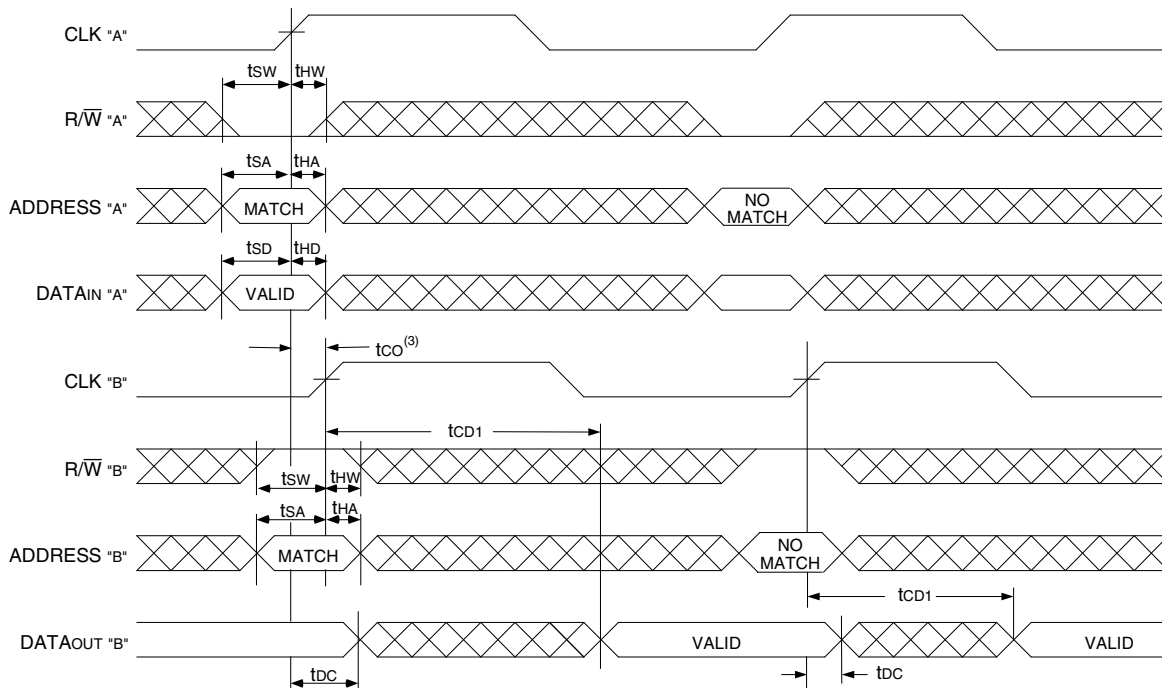 CLK "A"
tSW tHW
R/W̅ "A"
tSA tHA
ADDRESS "A"
MATCH
NO
MATCH
tSD tHD
DATAIN "A"
VALID
tCO(3)
CLK "B"
tCD1
R/W̅ "B"
tSW tHW
tSA tHA
ADDRESS "B"
MATCH
NO
MATCH
tCD1
DATAOUT "B"
VALID
VALID
tDC
tDC